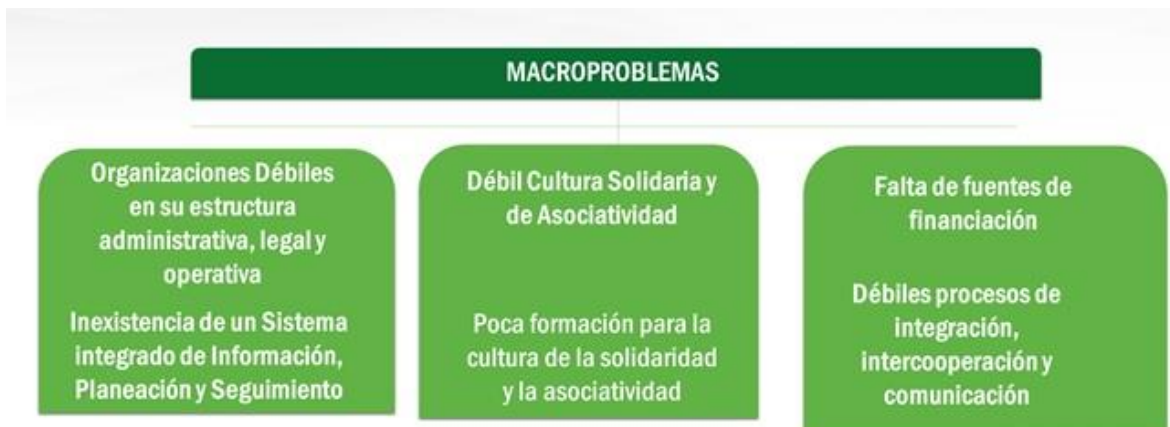 MACROPROBLEMAS
Organizaciones Débiles
en su estructura
administrativa, legal y
operativa
Inexistencia de un Sistema
integrado de Información,
Planeación y Seguimiento
Débil Cultura Solidaria y
de Asociatividad
Poca formación para la
cultura de la solidaridad
y la asociatividad
Falta de fuentes de
financiación
Débiles procesos de
integración,
intercooperación y
comunicación